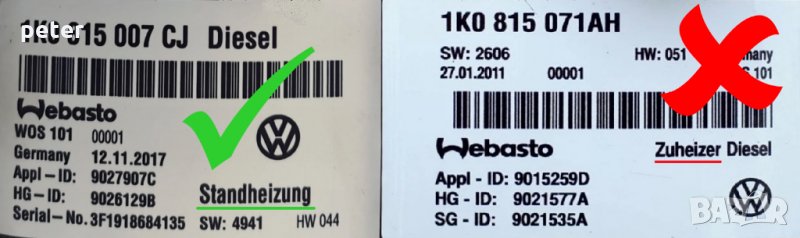 peter
1K0 815 007 CJ Diesel
Webasto
WOS 101 00001
Germany 12.11.2017
Appl-ID: 9027907C
HG-ID: 9026129B
Serial-No. 3F1918684135
Standheizung
SW: 4941 HW 044
1K0 815 071AH
SW: 2606 HW: 051
27.01.2011 00001 101
Webasto
Zuheizer Diesel
Appl - ID: 9015259D
HG - ID: 9021577A
SG - ID: 9021535A
BAZAR